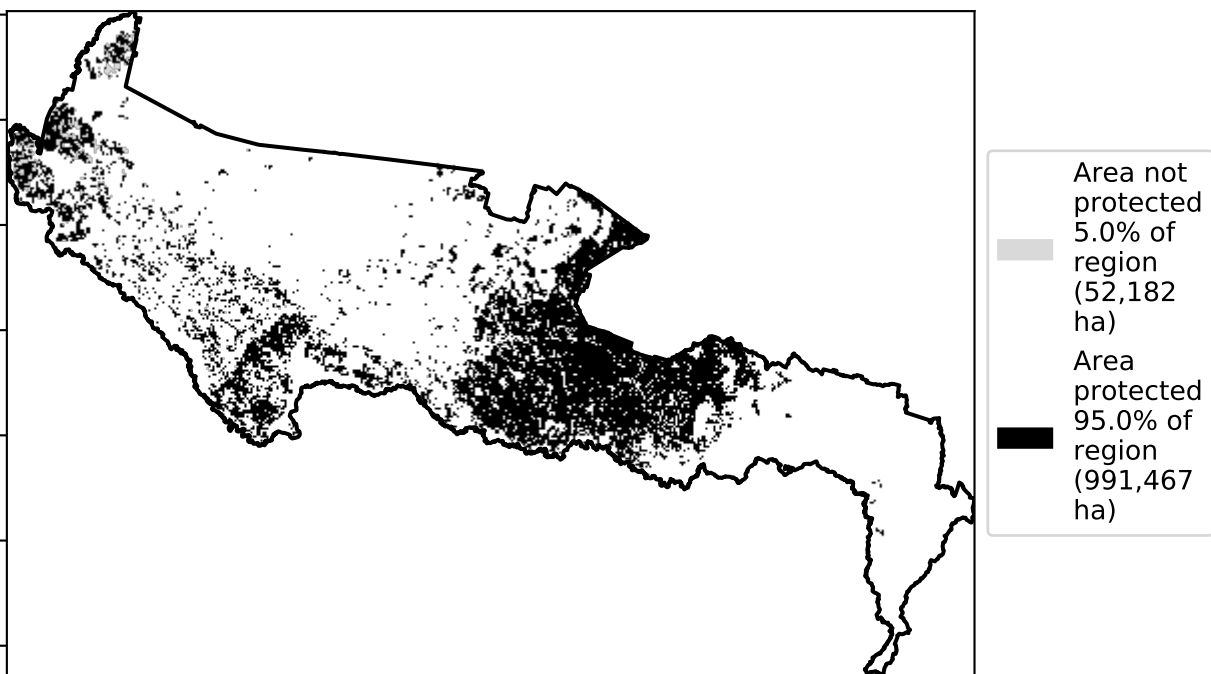 Area not
protected
5.0% of
region
(52,182
ha)
Area
protected
95.0% of
region
(991,467
ha)